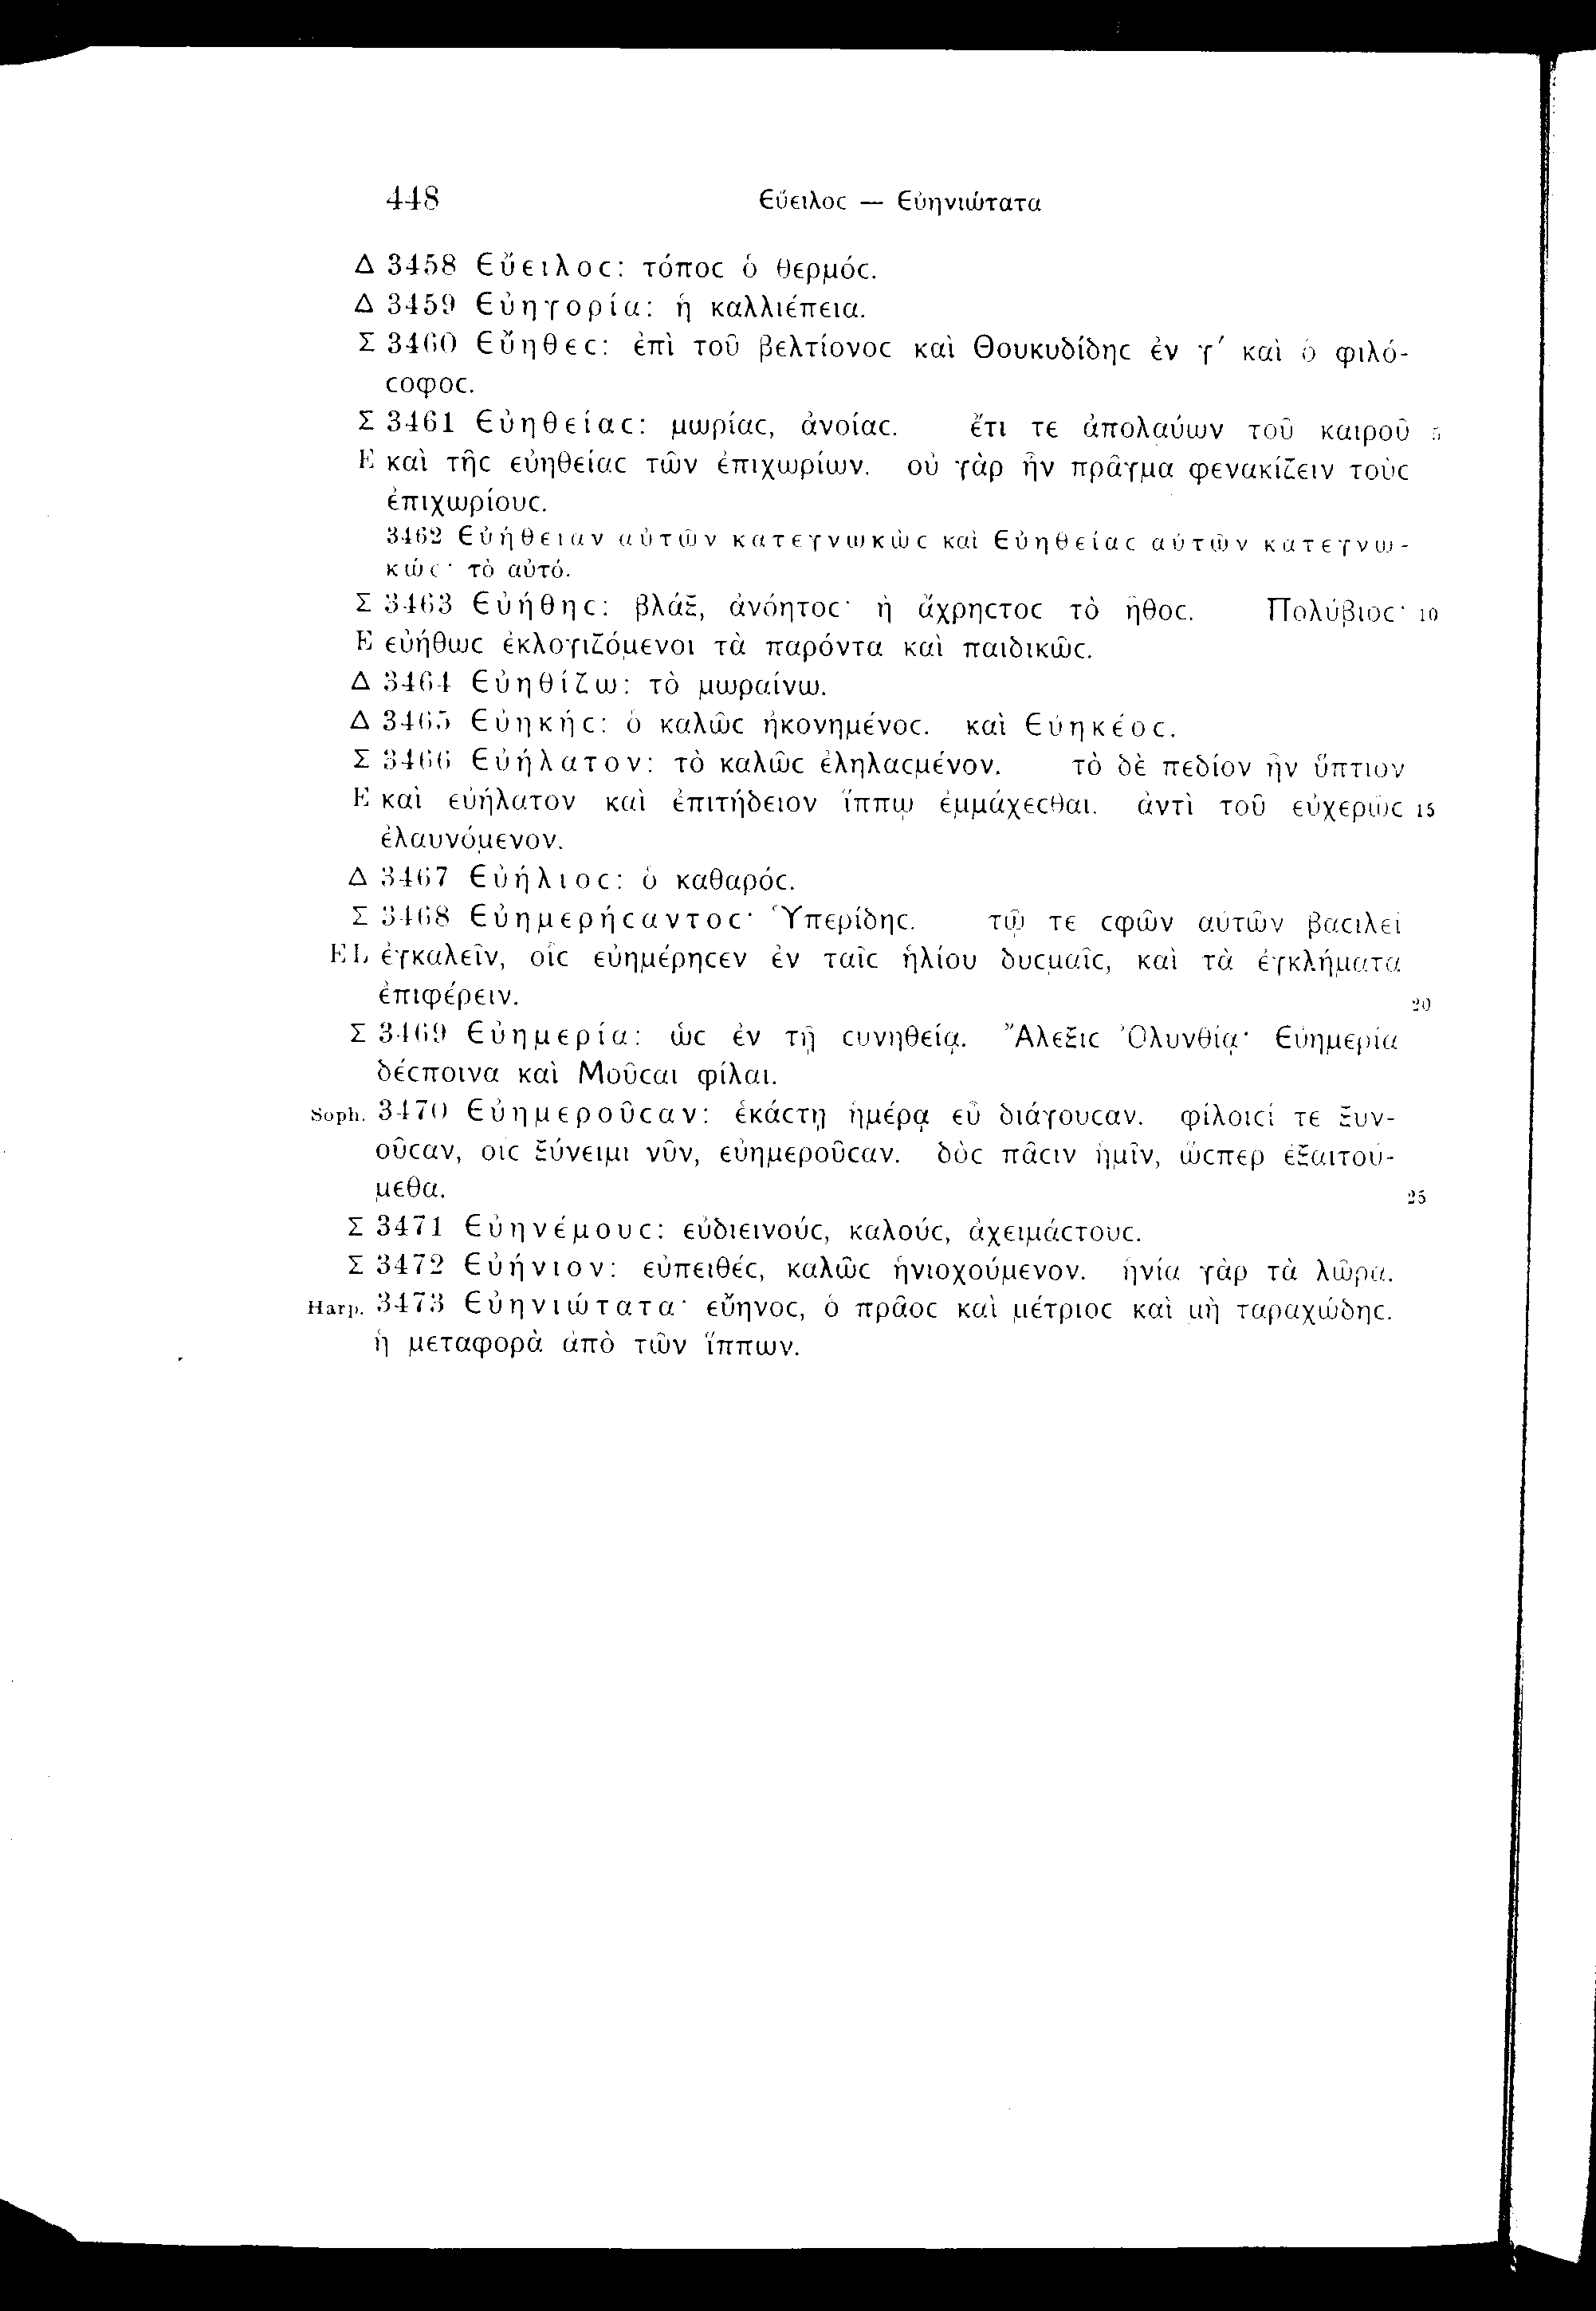 448 Εὔειλοϲ — Εὐηνιώτατα
Δ 3458 Εὔειλοϲ: τόποϲ ὁ θερμόϲ.
Δ 3459 Εὐηγορία: ἡ καλλιέπεια.
Σ 3460 Εὔηθεϲ: ἐπὶ τοῦ βελτίονοϲ καὶ Θουκυδίδηϲ ἐν γ΄ καὶ ὁ φιλό-
ϲοφοϲ.
Σ 3461 Εὐηθείαϲ: μωρίαϲ, ἀνοίαϲ. ἔτι τε ἀπολαύων τοῦ καιροῦ 5
E καὶ τῆϲ εὐηθείαϲ τῶν ἐπιχωρίων. οὐ γὰρ ἦν πρᾶγμα φενακίζειν τοὺϲ
ἐπιχωρίουϲ.
3462 Εὐήθειαν αὐτῶν κατεγνωκὼϲ καὶ Εὐηθείαϲ αὐτῶν κατεγνω-
κώϲ· τὸ αὐτό.
Σ 3463 Εὐήθηϲ: βλάξ, ἀνόητοϲ· ἢ ἄχρηϲτοϲ τὸ ἦθοϲ. Πολύβιοϲ· 10
E εὐήθωϲ ἐκλογιζόμενοι τὰ παρόντα καὶ παιδικῶϲ.
Δ 3464 Εὐηθίζω: τὸ μωραίνω.
Δ 3465 Εὐηκήϲ: ὁ καλῶϲ ἠκονημένοϲ. καὶ Εὐηκέοϲ.
Σ 3466 Εὐήλατον: τὸ καλῶϲ ἐληλαϲμένον. τὸ δὲ πεδίον ἦν ὕπτιον
E καὶ εὐήλατον καὶ ἐπιτήδειον ἵππῳ ἐμμάχεϲθαι. ἀντὶ τοῦ εὐχερῶϲ 15
ἐλαυνόμενον.
Δ 3467 Εὐήλιοϲ: ὁ καθαρόϲ.
Σ 3468 Εὐημερήϲαντοϲ· Ὑπερίδηϲ. τῷ τε ϲφῶν αὐτῶν βαϲιλεῖ
EL ἐγκαλεῖν, οἷϲ εὐημέρηϲεν ἐν ταῖϲ ἡλίου δυϲμαῖϲ, καὶ τὰ ἐγκλήματα
ἐπιφέρειν. 20
Σ 3469 Εὐημερία: ὡϲ ἐν τῇ ϲυνηθείᾳ. Ἄλεξιϲ Ὀλυνθίᾳ· Εὐημερία
δέϲποινα καὶ Μοῦϲαι φίλαι.
Soph. 3470 Εὐημεροῦϲαν: ἑκάϲτῃ ἡμέρᾳ εὖ διάγουϲαν. φίλοιϲί τε ξυν-
οῦϲαν, οἷϲ ξύνειμι νῦν, εὐημεροῦϲαν. δὸϲ πᾶϲιν ἡμῖν, ὥϲπερ ἐξαιτού-
μεθα. 25
Σ 3471 Εὐηνέμουϲ: εὐδιεινούϲ, καλούϲ, ἀχειμάϲτουϲ.
Σ 3472 Εὐήνιον: εὐπειθέϲ, καλῶϲ ἡνιοχούμενον. ἡνία γὰρ τὰ λῶρα.
Harp. 3473 Εὐηνιώτατα· εὔηνοϲ, ὁ πρᾶοϲ καὶ μέτριοϲ καὶ μὴ ταραχώδηϲ.
ἡ μεταφορὰ ἀπὸ τῶν ἵππων.